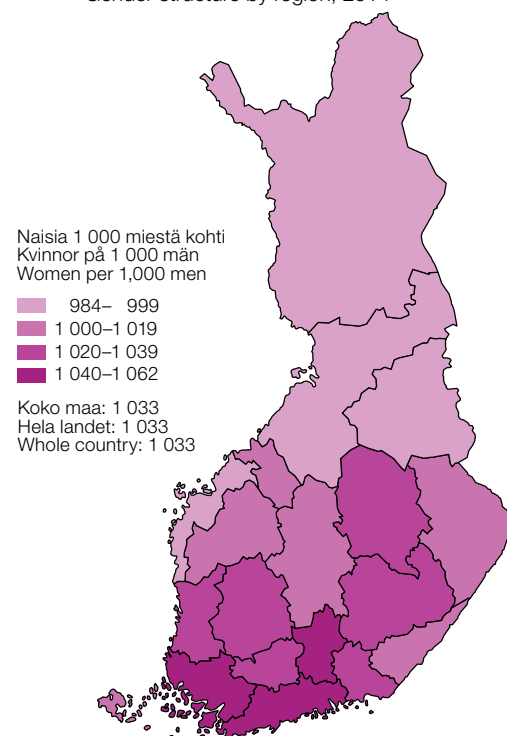 Naisia 1 000 miestä kohti
Kvinnor på 1 000 män
Women per 1,000 men
984– 999
1 000–1 019
1 020–1 039
1 040–1 062
Koko maa: 1 033
Hela landet: 1 033
Whole country: 1 033